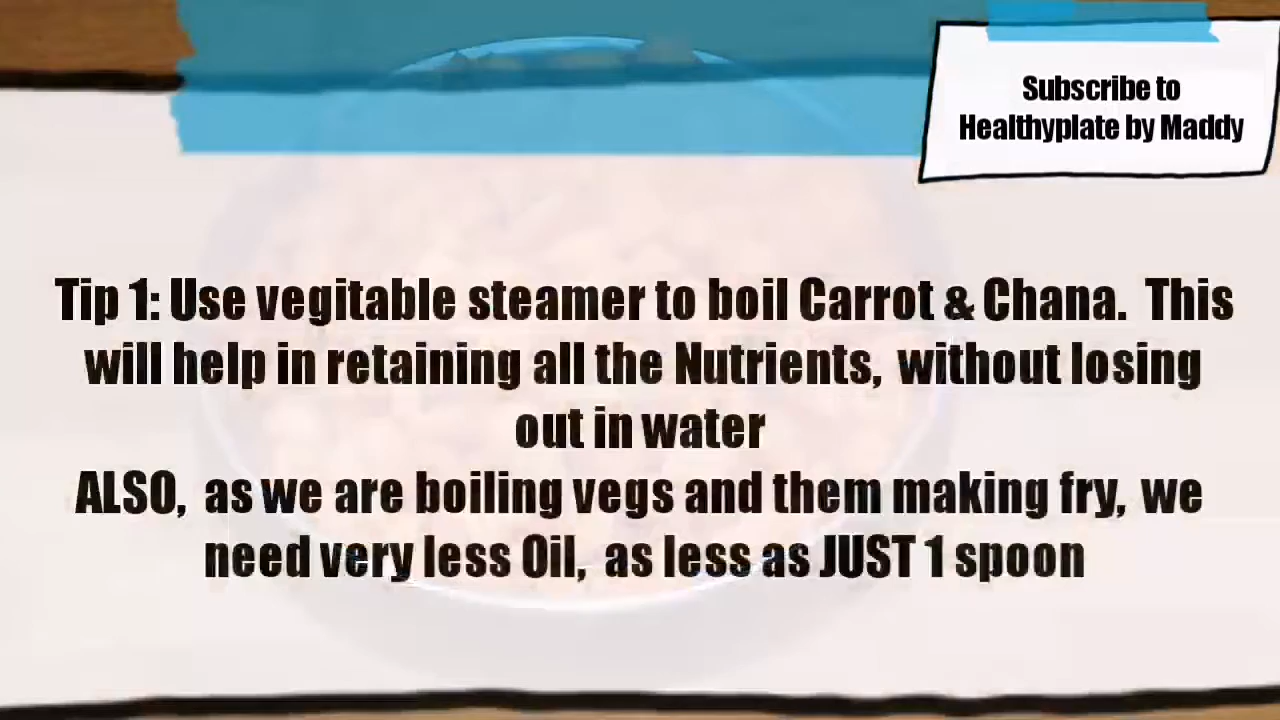 Subscribe to
Healthyplate by Maddy
Tip 1: Use vegitable steamer to boil Carrot & Chana. This
will help in retaining all the Nutrients, without losing
out in water
ALSO, as we are boiling vegs and them making fry, we
need very less Oil, as less as JUST 1 spoon